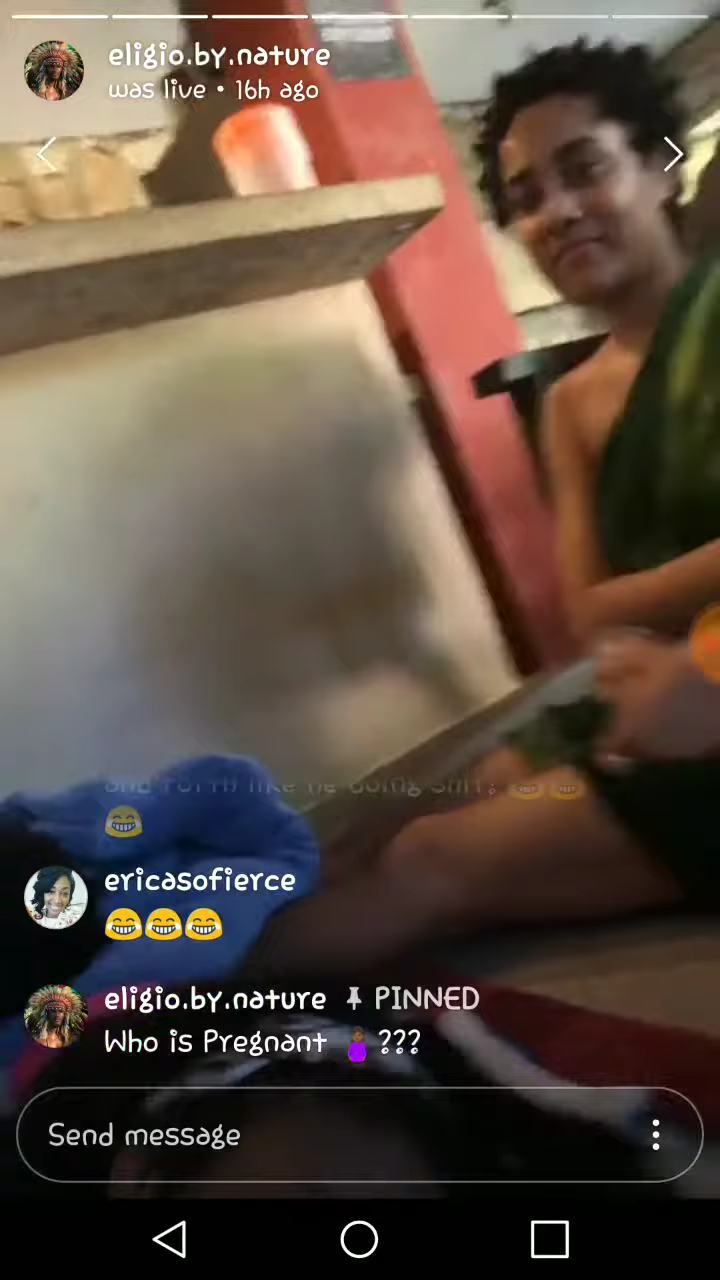 eligio.by.nature
was live • 16h ago
ericasofierce
😂😂😂
eligio.by.nature PINNED
Who is Pregnant 🤰🏾???
Send message